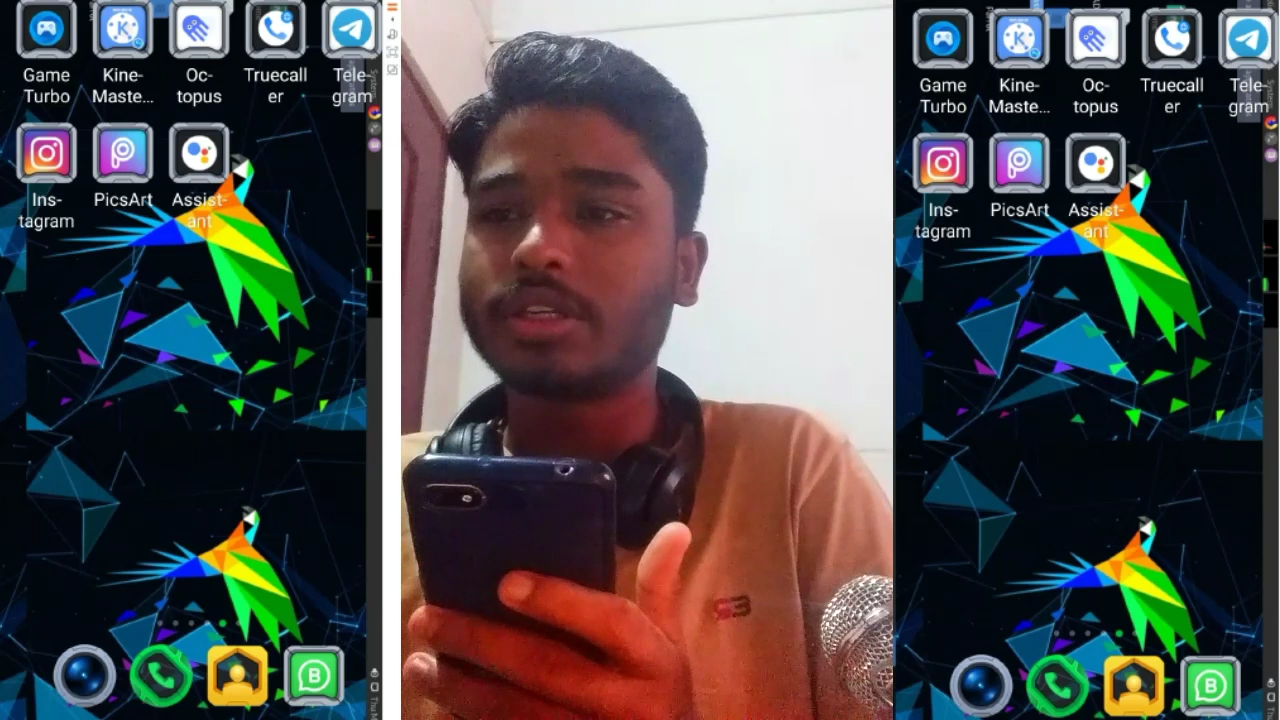 Game
Turbo
Kine-
Maste...
Oc-
topus
Truecall
er
Tele-
gram
Ins-
tagram
PicsArt
Assist-
ant
Game
Turbo
Kine-
Maste...
Oc-
topus
Truecall
er
Tele-
gram
Ins-
tagram
PicsArt
Assist-
ant